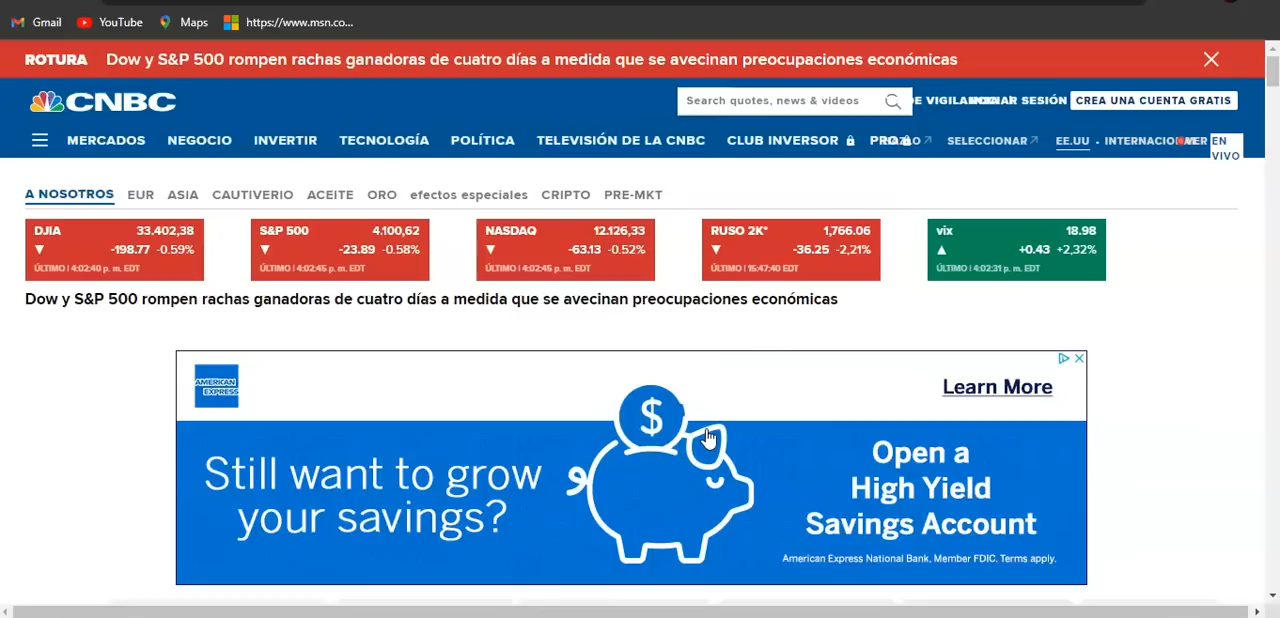 Gmail YouTube Maps https://www.msn.co...
ROTURA Dow y S&P 500 rompen rachas ganadoras de cuatro días a medida que se avecinan preocupaciones económicas
CNBC Search quotes, news & videos DE SESIÓN CREA UNA CUENTA GRATIS
MERCADOS NEGOCIO INVERTIR TECNOLOGÍA POLÍTICA TELEVISIÓN DE LA CNBC CLUB INVERSOR PRO SELECCIONAR EE.UU EN
VIVO
A NOSOTROS EUR ASIA CAUTIVERIO ACEITE ORO efectos especiales CRIPTO PRE-MKT
DJIA 33.402,38
-198.77 -0.59%
ÚLTIMO | 4:02:40 p. m. EDT
S&P 500 4.100,62
-23.89 -0.58%
ÚLTIMO | 4:02:45 p. m. EDT
NASDAQ 12.126,33
-63.13 -0.52%
ÚLTIMO | 4:02:45 p. m. EDT
RUSO 2K* 1,766.06
-36.25 -2,21%
ÚLTIMO | 15:47:40 EDT
vix 18.98
+0.43 +2,32%
ÚLTIMO | 4:02:31 p. m. EDT
Dow y S&P 500 rompen rachas ganadoras de cuatro días a medida que se avecinan preocupaciones económicas
AMERICAN
EXPRESS
Learn More
$
Still want to grow
your savings?
Open a
High Yield
Savings Account
American Express National Bank, Member FDIC. Terms apply.